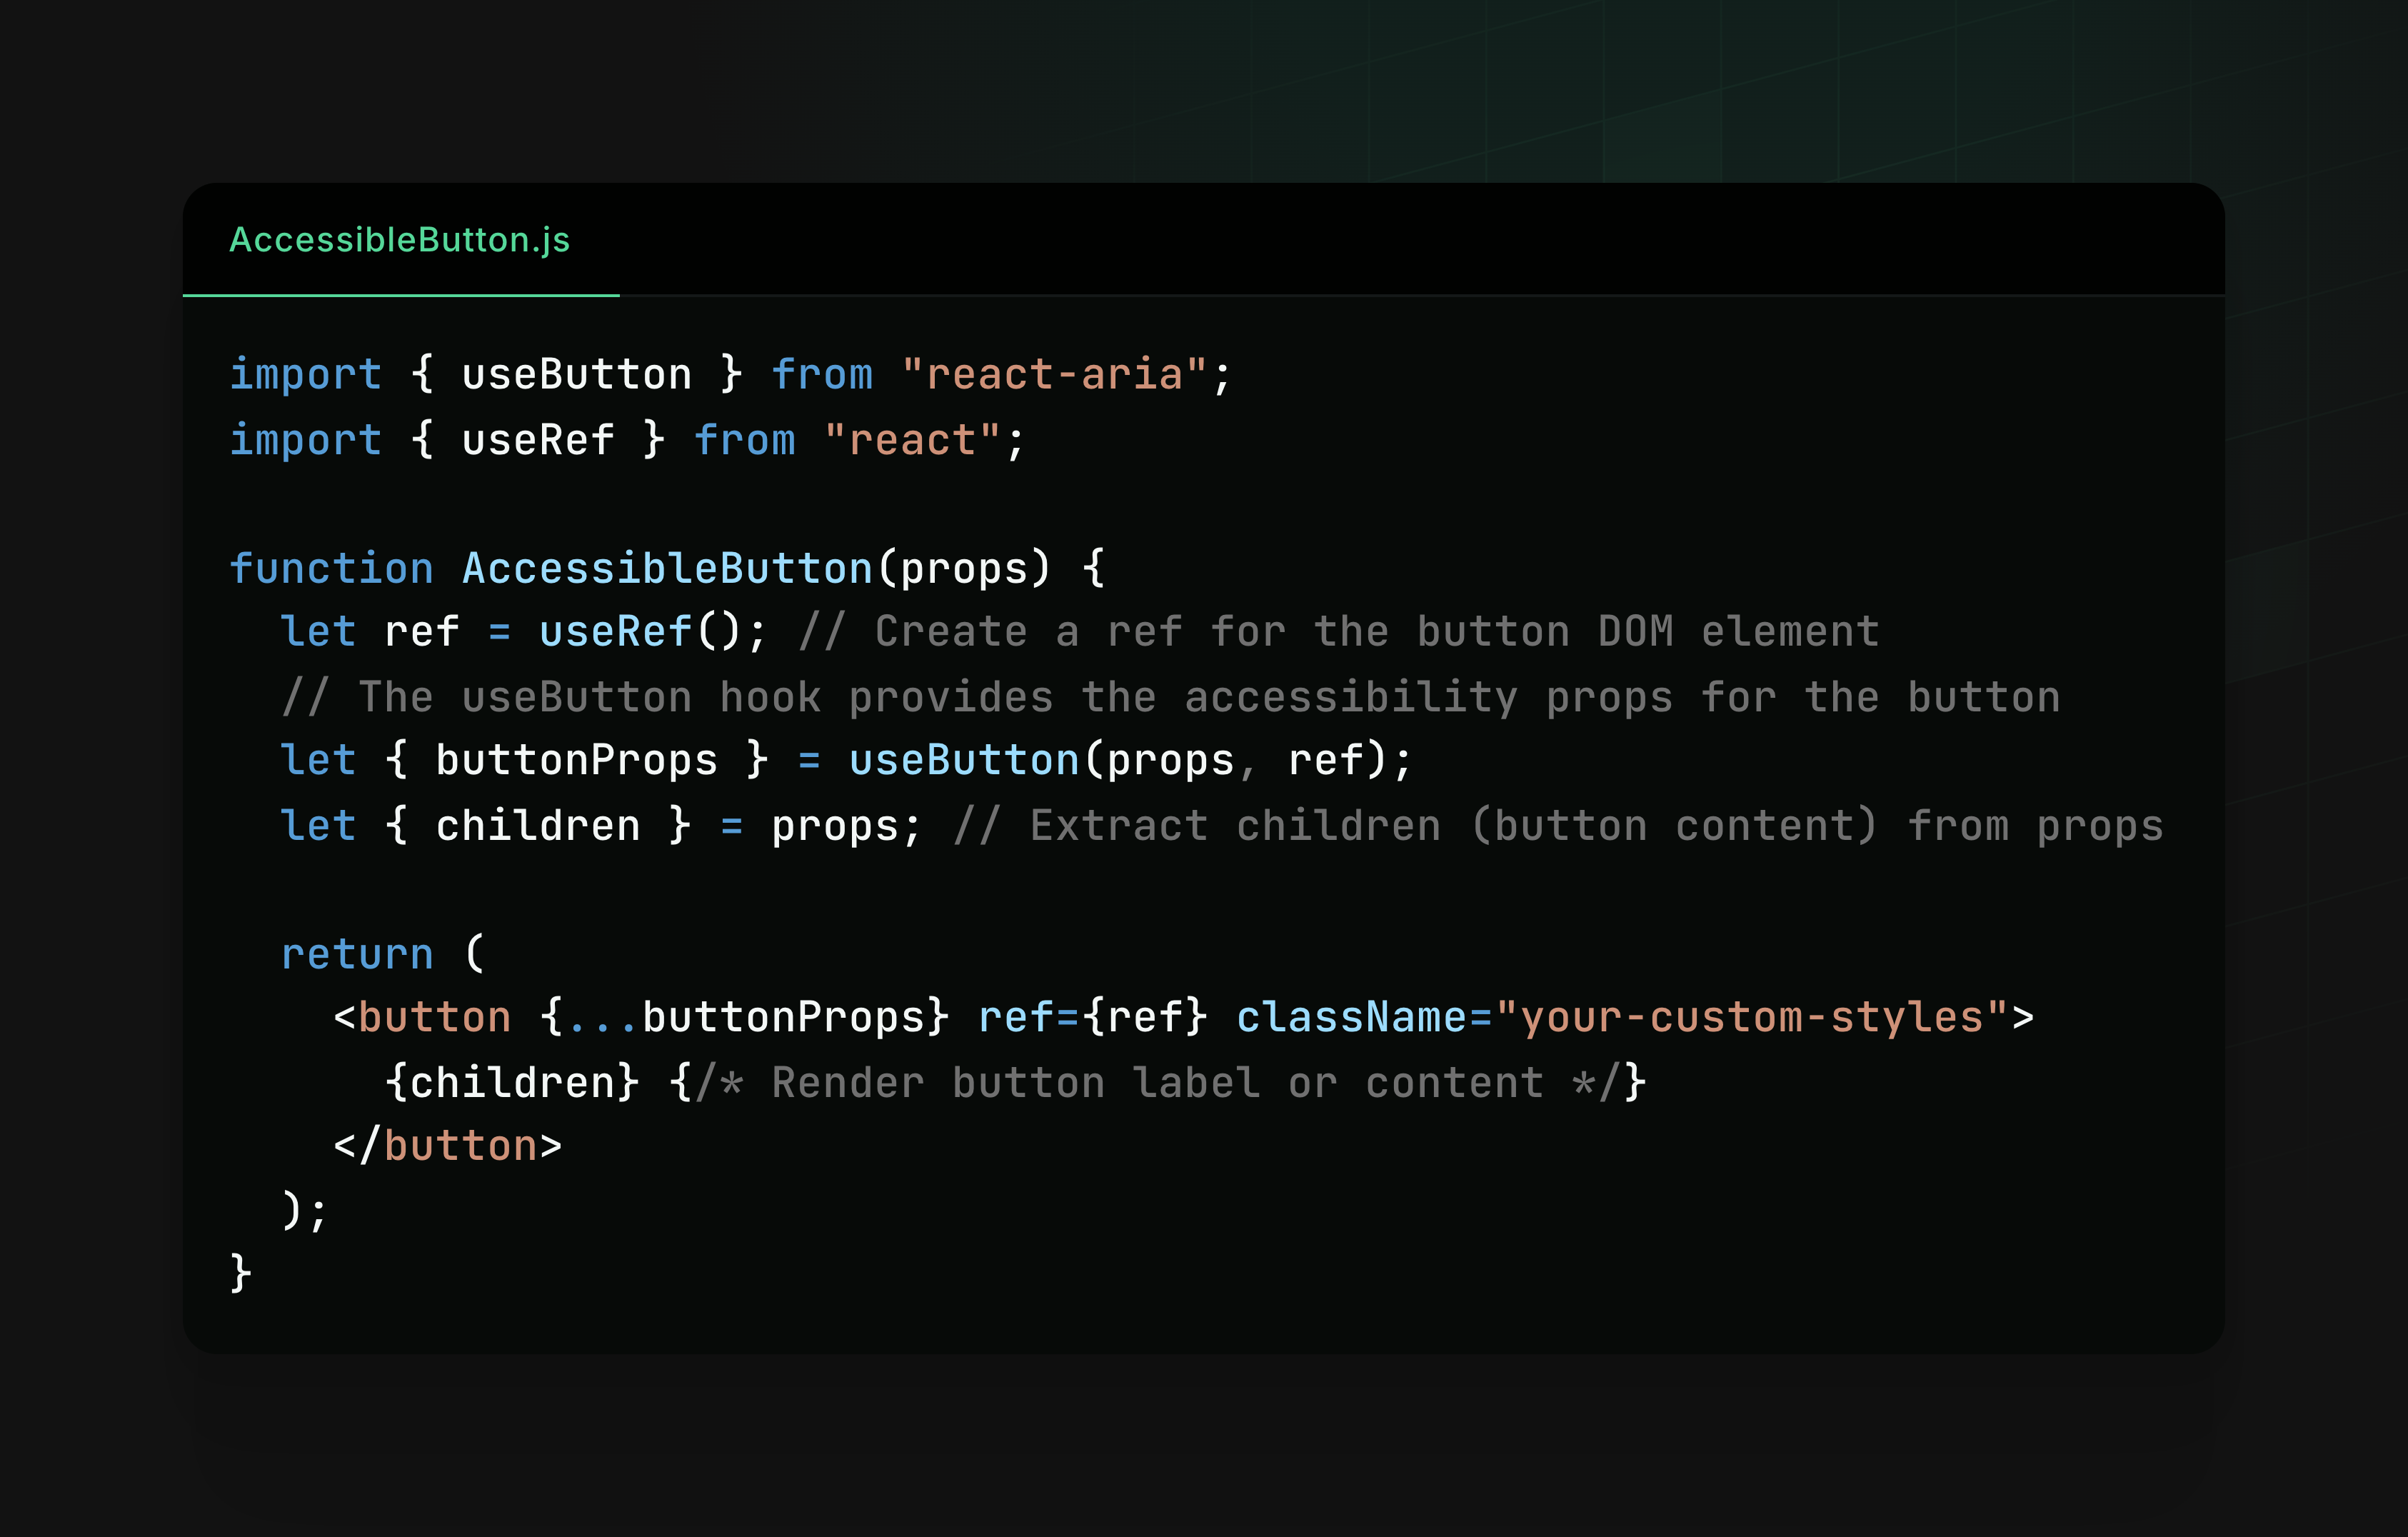 AccessibleButton.js
import { useButton } from "react-aria";
import { useRef } from "react";
function AccessibleButton(props) {
  let ref = useRef(); // Create a ref for the button DOM element
  // The useButton hook provides the accessibility props for the button
  let { buttonProps } = useButton(props, ref);
  let { children } = props; // Extract children (button content) from props
  return (
    <button {...buttonProps} ref={ref} className="your-custom-styles">
      {children} {/* Render button label or content */}
    </button>
  );
}